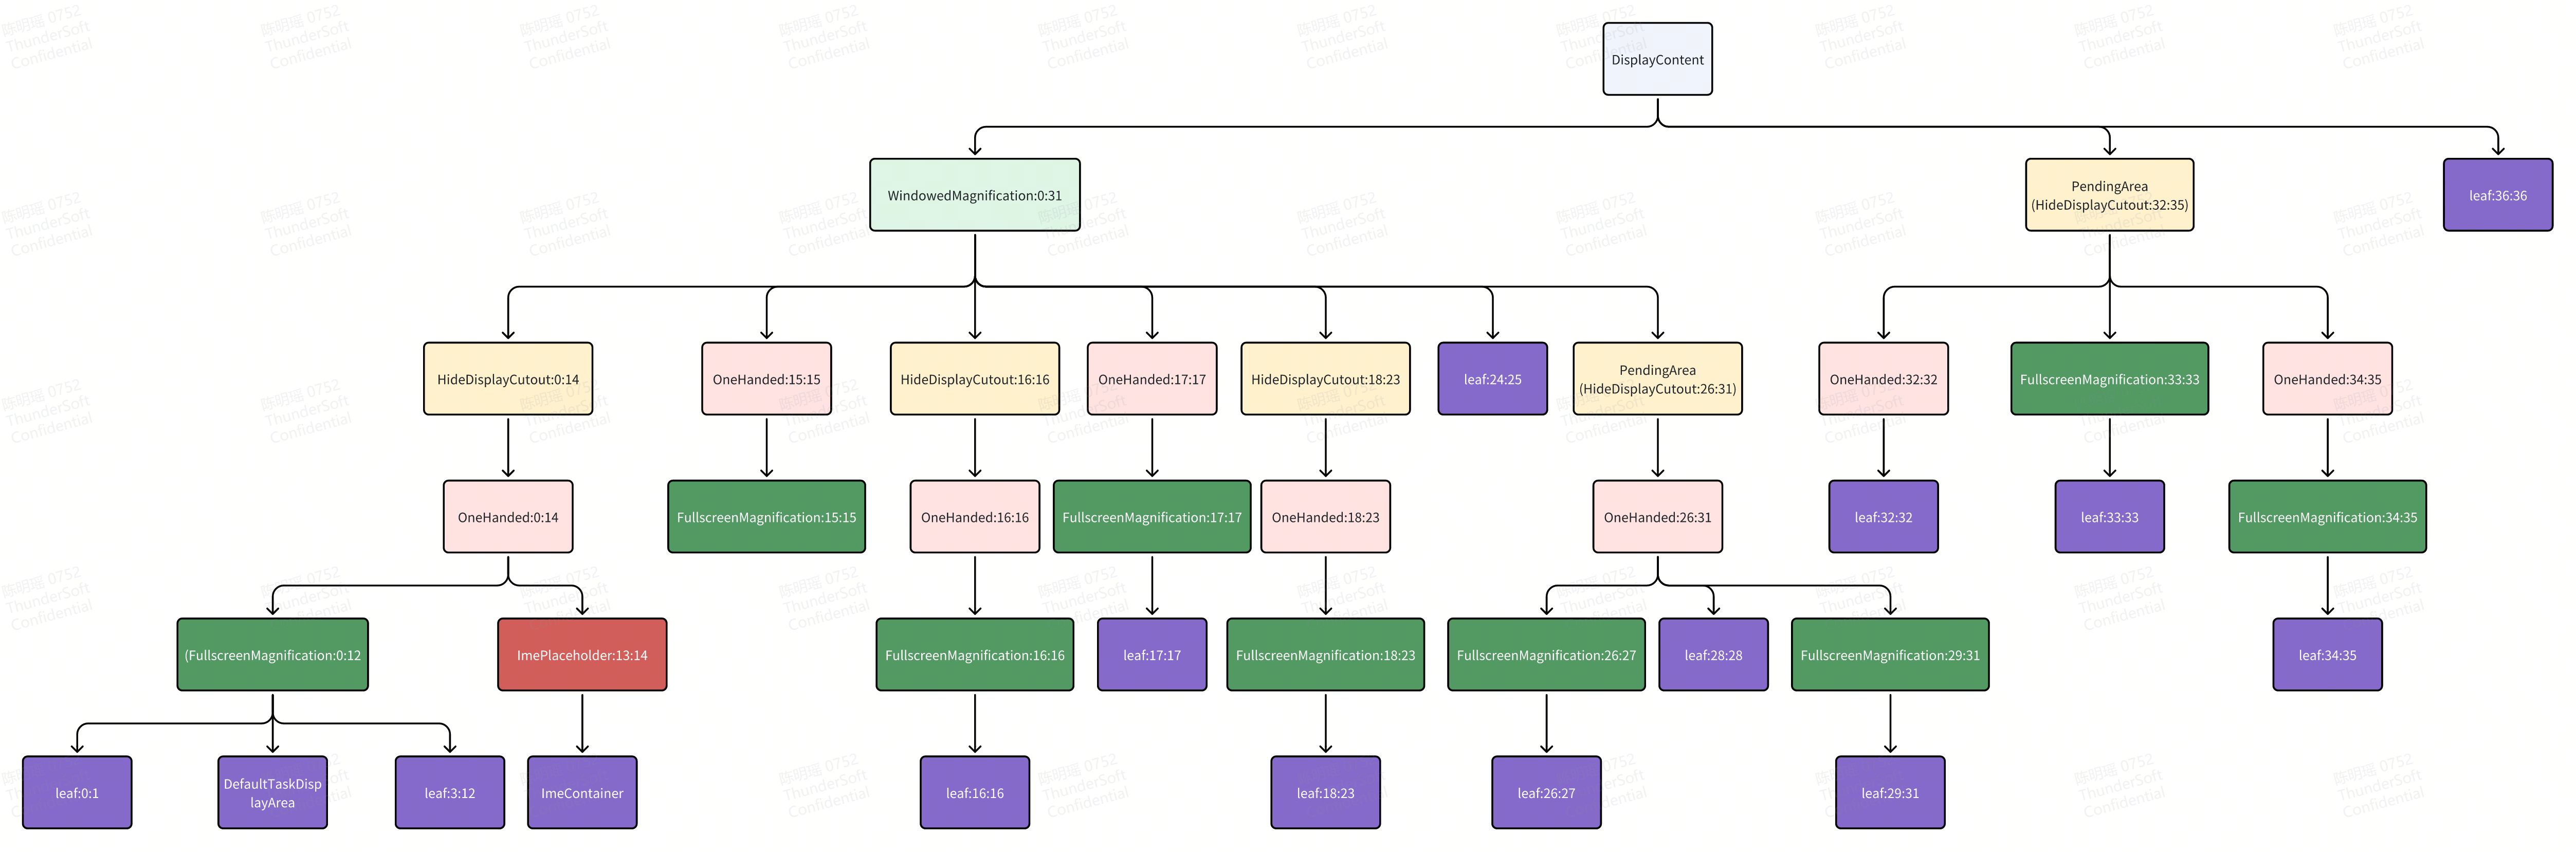 DisplayContent
WindowedMagnification:0:31
PendingArea
(HideDisplayCutout:32:35)
leaf:36:36
HideDisplayCutout:0:14
OneHanded:15:15
HideDisplayCutout:16:16
OneHanded:17:17
HideDisplayCutout:18:23
leaf:24:25
PendingArea
(HideDisplayCutout:26:31)
OneHanded:32:32
FullscreenMagnification:33:33
OneHanded:34:35
OneHanded:0:14
FullscreenMagnification:15:15
OneHanded:16:16
FullscreenMagnification:17:17
OneHanded:18:23
OneHanded:26:31
leaf:32:32
leaf:33:33
FullscreenMagnification:34:35
(FullscreenMagnification:0:12
ImePlaceholder:13:14
FullscreenMagnification:16:16
leaf:17:17
FullscreenMagnification:18:23
FullscreenMagnification:26:27
leaf:28:28
FullscreenMagnification:29:31
leaf:34:35
leaf:0:1
DefaultTaskDisp
layArea
leaf:3:12
ImeContainer
leaf:16:16
leaf:18:23
leaf:26:27
leaf:29:31
陈明瑶 0752
ThunderSoft
Confidential